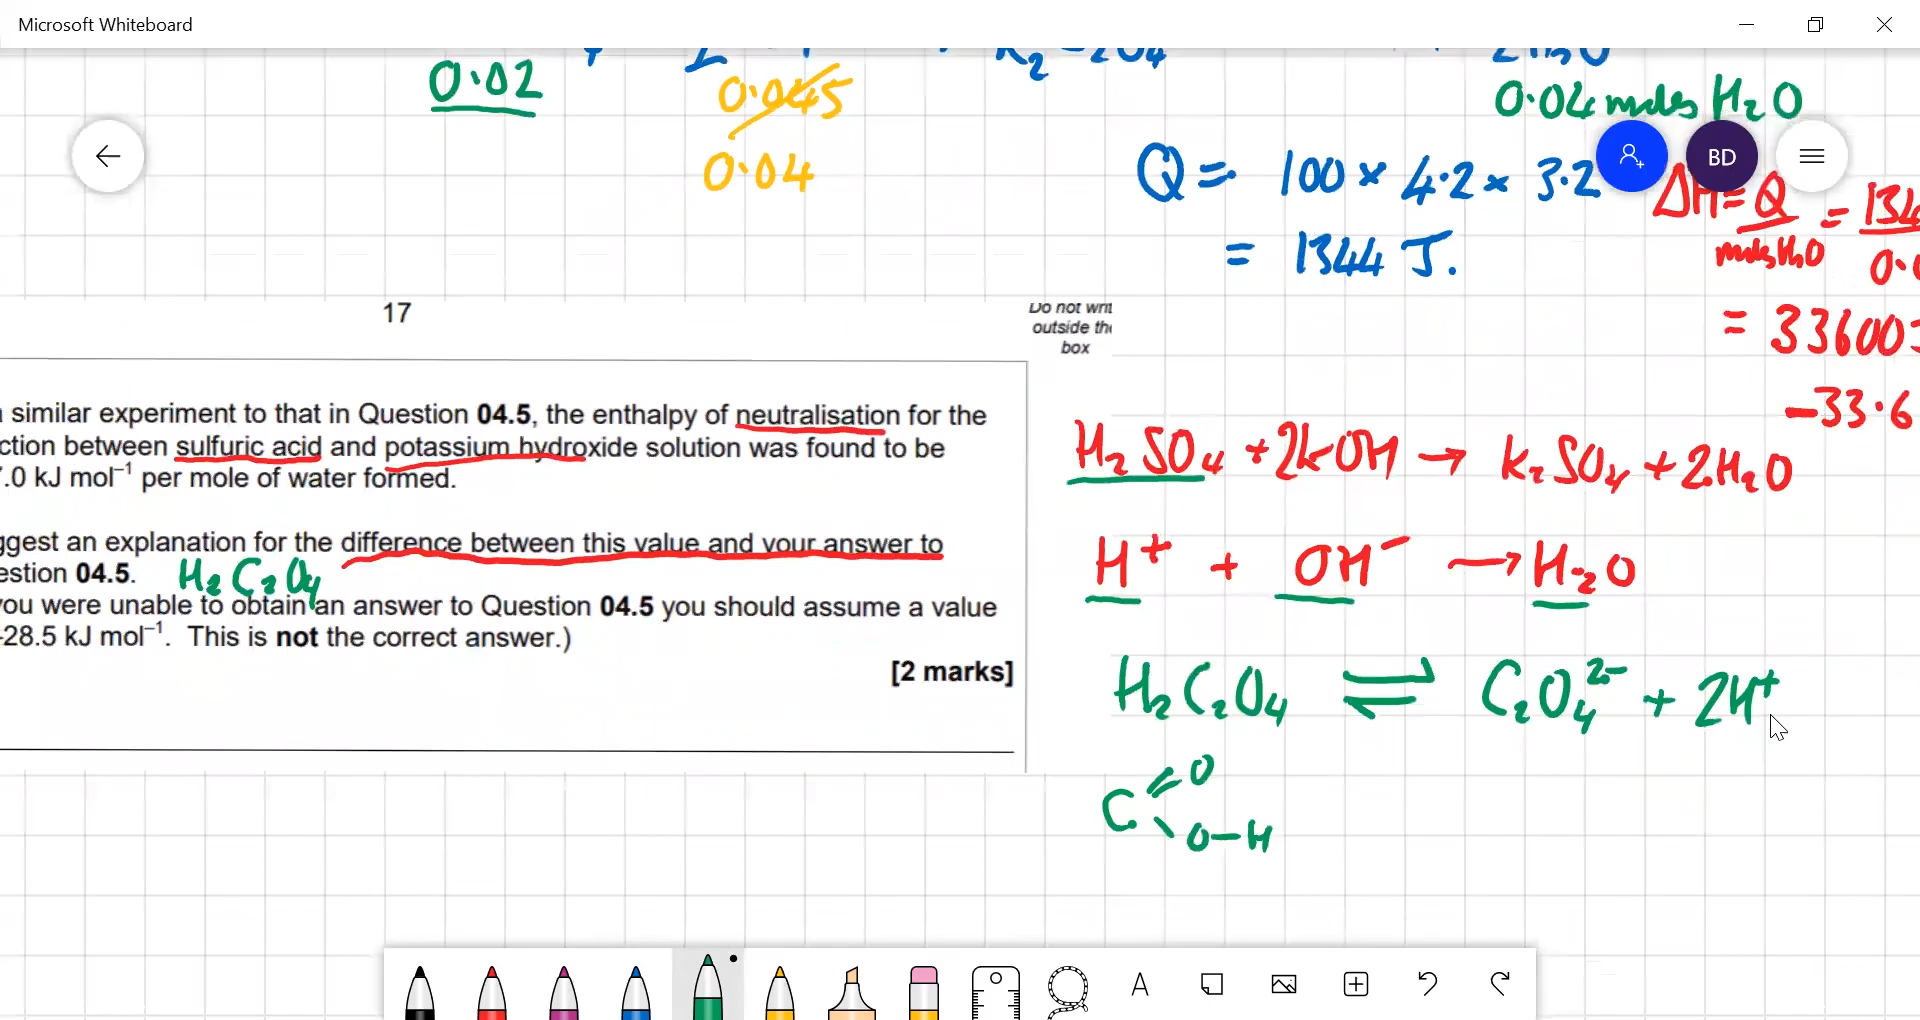 Microsoft Whiteboard
0.02
0.045
0.04
0.04 moles H₂O
Q = 100 × 4.2 × 3.2
= 1344 J.
BD
ΔH = Q =
moles H₂O
= 33600
-33.6
17
outside the
box
similar experiment to that in Question 04.5, the enthalpy of neutralisation for the
ction between sulfuric acid and potassium hydroxide solution was found to be
.0 kJ mol⁻¹ per mole of water formed.
ggest an explanation for the difference between this value and your answer to
estion 04.5. H₂C₂O₄
you were unable to obtain an answer to Question 04.5 you should assume a value
-28.5 kJ mol⁻¹. This is not the correct answer.)
[2 marks]
H₂SO₄ + 2KOH → K₂SO₄ + 2H₂O
H⁺ + OH⁻ → H₂O
H₂C₂O₄ ⇌ C₂O₄²⁻ + 2H⁺
C O
O-H
A